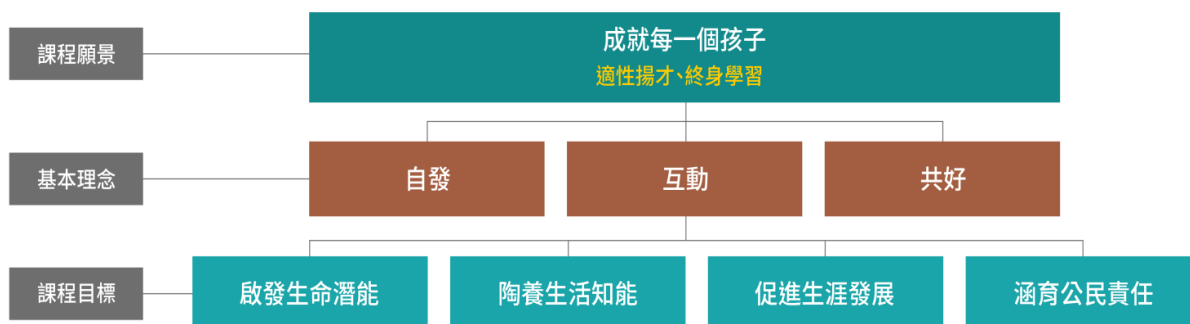 課程願景
成就每一個孩子
適性揚才、終身學習
基本理念
自發
互動
共好
課程目標
啟發生命潛能
陶養生活知能
促進生涯發展
涵育公民責任